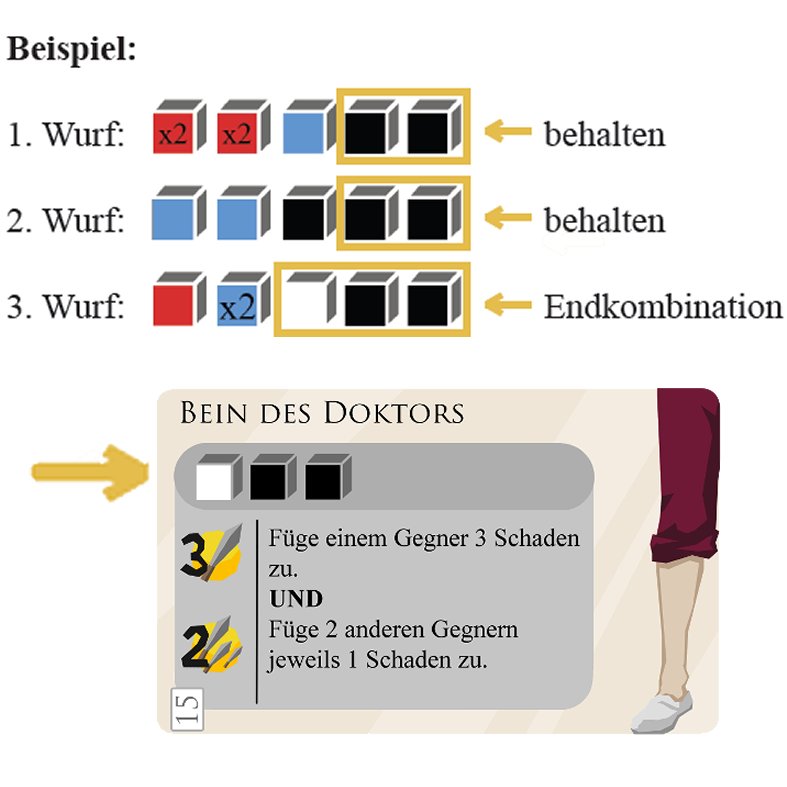 Beispiel:
1. Wurf: x2 x2 behalten
2. Wurf: behalten
3. Wurf: x2 Endkombination
Bein des Doktors
3 Füge einem Gegner 3 Schaden
zu.
UND
2 Füge 2 anderen Gegnern
jeweils 1 Schaden zu.
15